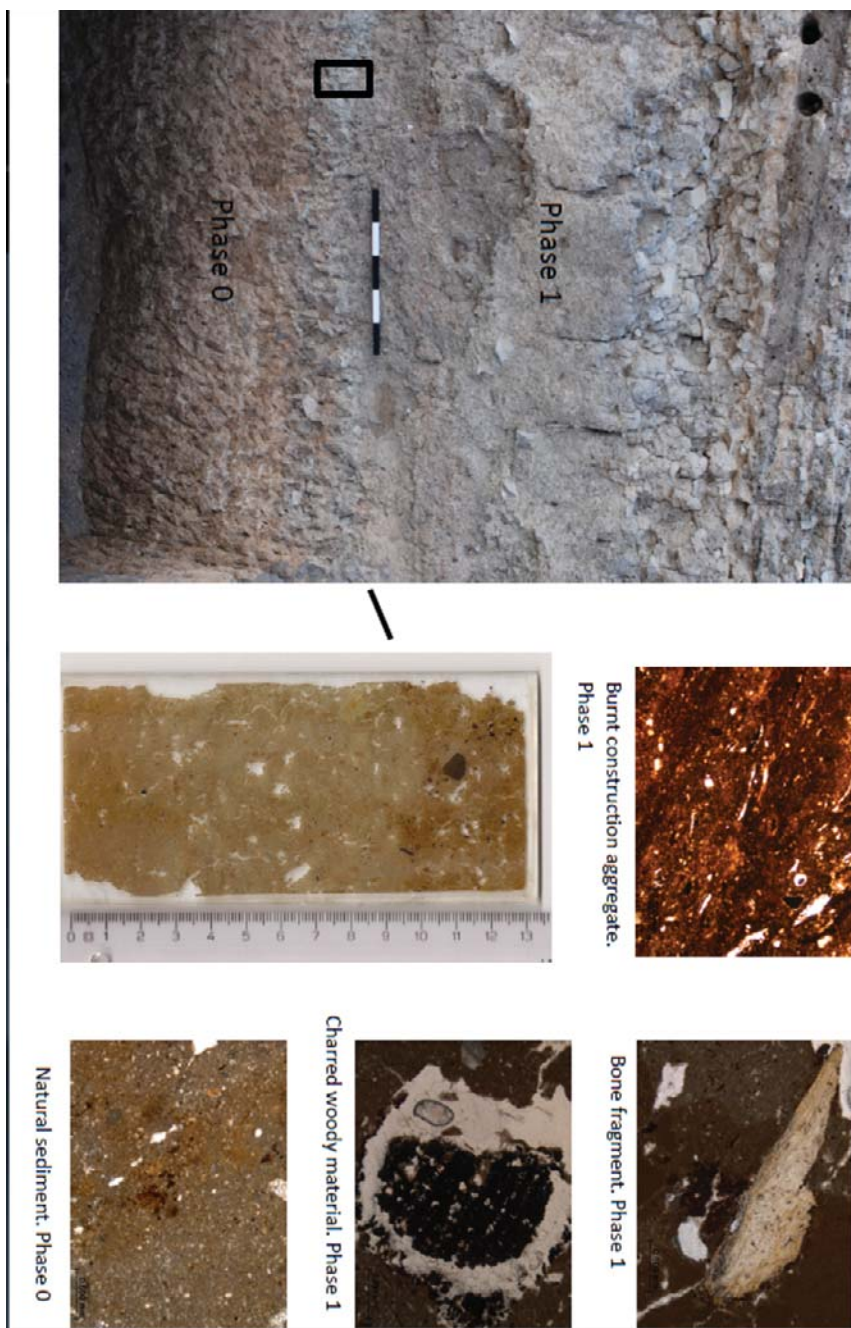 Phase 1
Phase 0
Burnt construction aggregate.
Phase 1
Bone fragment. Phase 1
Charred woody material. Phase 1
Natural sediment. Phase 0
0 1 2 3 4 5 6 7 8 9 10 11 12 13